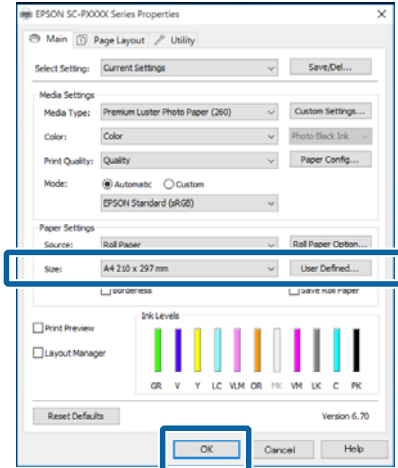 EPSON SC-PXXXX Series Properties
Main Page Layout Utility
Select Setting: Current Settings Save/Del...
Media Settings
Media Type: Premium Luster Photo Paper (260) Custom Settings...
Color: Color Photo Black Ink
Print Quality: Quality Paper Config...
Mode: Automatic Custom
EPSON Standard (sRGB)
Paper Settings
Source: Roll Paper Roll Paper Option...
Size: A4 210 x 297 mm User Defined...
Borderless Save Roll Paper
Ink Levels
Print Preview
Layout Manager
GR V Y LC VLM OR MK VM LK C PK
Reset Defaults Version 6.70
OK Cancel Help